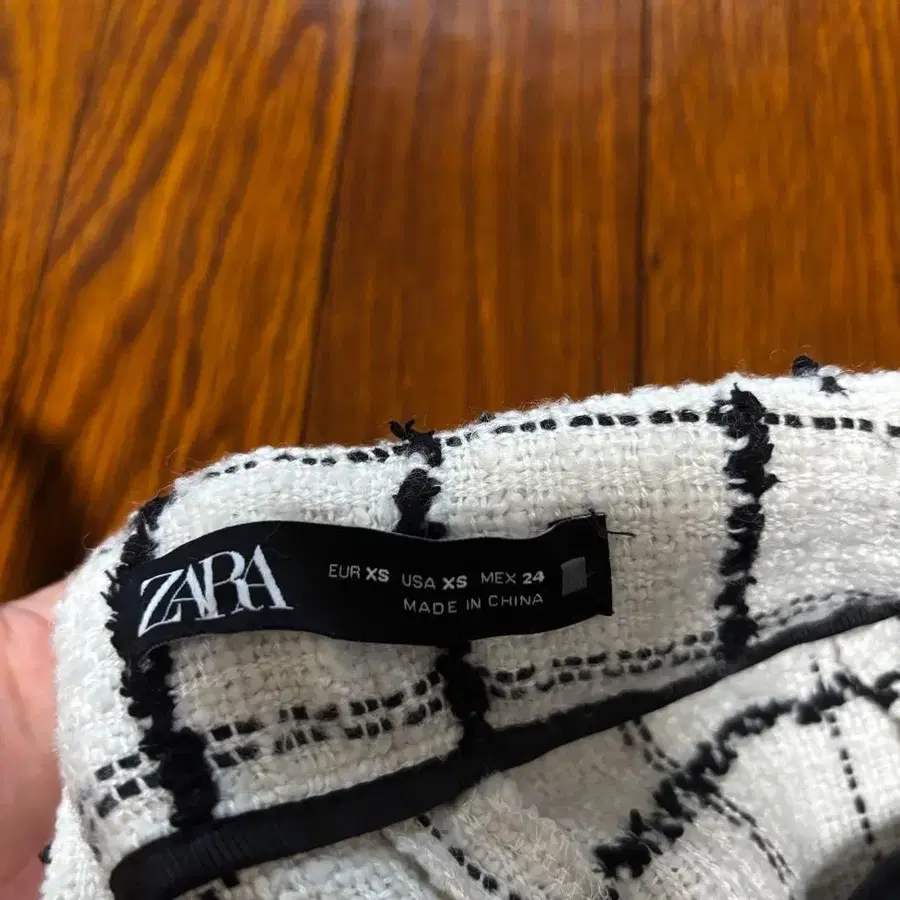 ZARA
EUR XS USA XS MEX 24
MADE IN CHINA